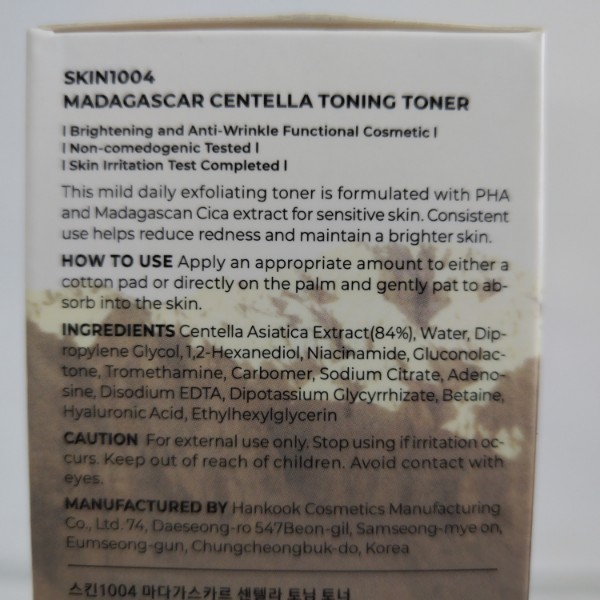 SKIN1004
MADAGASCAR CENTELLA TONING TONER
l Brightening and Anti-Wrinkle Functional Cosmetic l
l Non-comedogenic Tested l
l Skin Irritation Test Completed l
This mild daily exfoliating toner is formulated with PHA
and Madagascan Cica extract for sensitive skin. Consistent
use helps reduce redness and maintain a brighter skin.
HOW TO USE Apply an appropriate amount to either a
cotton pad or directly on the palm and gently pat to ab-
sorb into the skin.
INGREDIENTS Centella Asiatica Extract(84%), Water, Dip-
ropylene Glycol, 1,2-Hexanediol, Niacinamide, Gluconolac-
tone, Tromethamine, Carbomer, Sodium Citrate, Adeno-
sine, Disodium EDTA, Dipotassium Glycyrrhizate, Betaine,
Hyaluronic Acid, Ethylhexylglycerin
CAUTION For external use only. Stop using if irritation oc-
curs. Keep out of reach of children. Avoid contact with
eyes.
MANUFACTURED BY Hankook Cosmetics Manufacturing
Co., Ltd. 74, Daeseong-ro 547Beon-gil, Samseong-mye on,
Eumseong-gun, Chungcheongbuk-do, Korea
스킨1004 마다가스카르 센텔라 토닝 토너